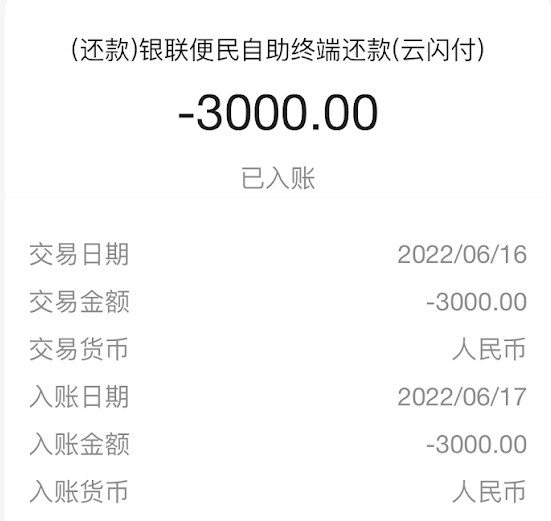 (还款)银联便民自助终端还款(云闪付)
-3000.00
已入账
交易日期 2022/06/16
交易金额 -3000.00
交易货币 人民币
入账日期 2022/06/17
入账金额 -3000.00
入账货币 人民币